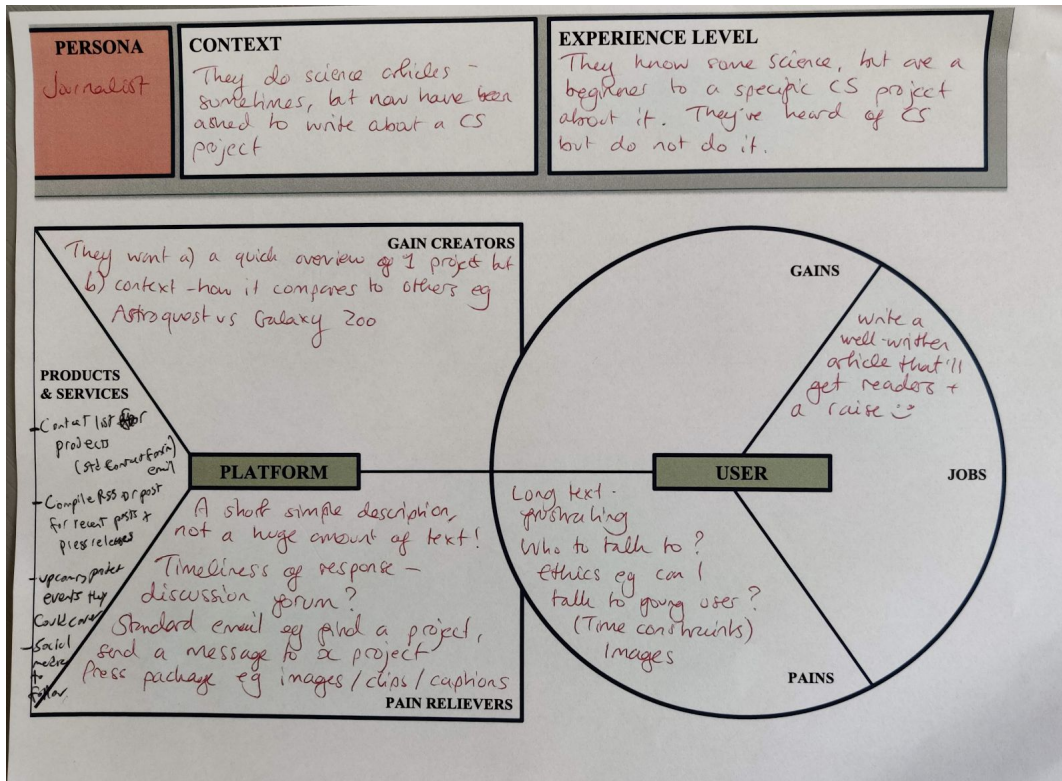 PERSONA
Journalist
CONTEXT
They do science articles -
sometimes, but now have been
asked to write about a CS
project
EXPERIENCE LEVEL
They know some science, but are a
beginner to a specific CS project
about it. They've heard of CS
but do not do it.
GAIN CREATORS
They want a) a quick overview of 1 project but
b) context - how it compares to others eg
Astroquest vs Galaxy Zoo
PRODUCTS
& SERVICES
- Contact list for
projects
(std contact form)
email
- Compile RSS or post
for recent posts +
press releases
- upcoming project
events they
could cover
- Social
media
to
follow
PLATFORM
A short simple description,
not a huge amount of text!
Timeliness of response -
discussion forum?
Standard email eg find a project,
send a message to a project
Press package eg images / clips / captions
PAIN RELIEVERS
GAINS
write a
well-written
article that'll
get readers +
a raise
JOBS
USER
Long text -
frustrating
Who to talk to?
ethics eg can I
talk to young user?
(Time constraints)
Images
PAINS